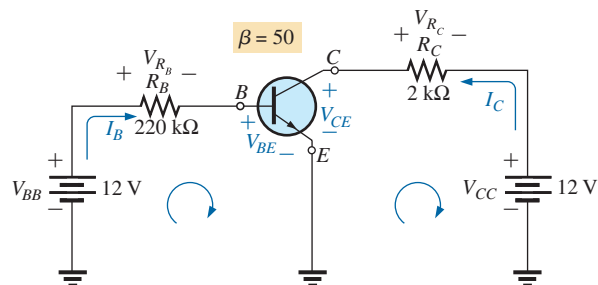 β = 50
+ V_{R_B} −
R_B
220 kΩ
I_B
B
C
E
+ V_{BE} −
+ V_{CE} −
+ V_{R_C} −
R_C
2 kΩ
I_C
+
V_{BB}
−
12 V
+
V_{CC}
−
12 V